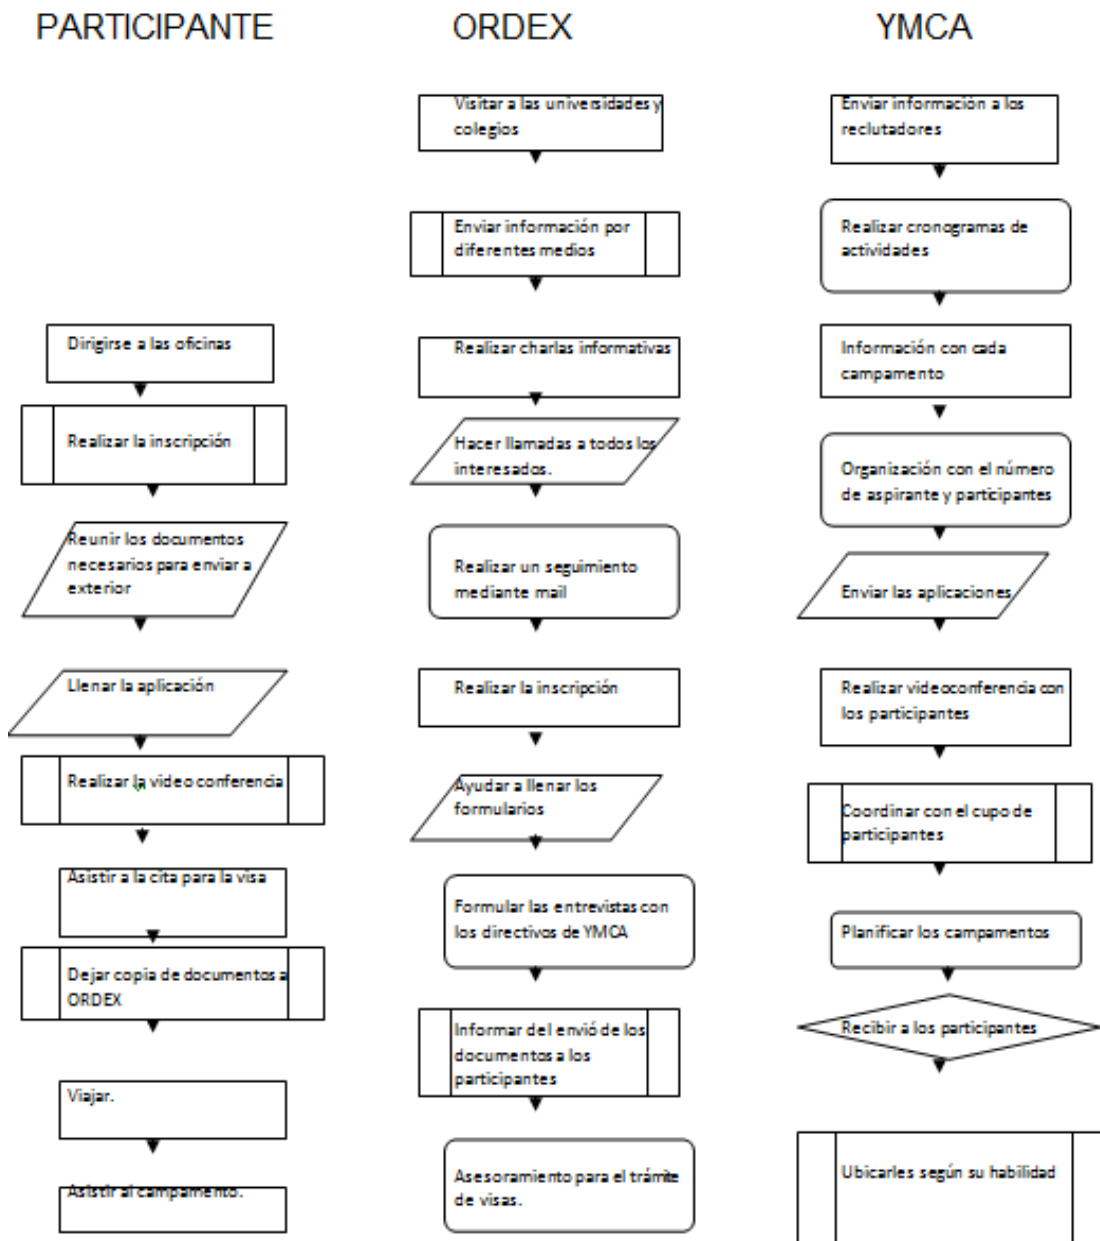 PARTICIPANTE
Dirigirse a las oficinas
Realizar la inscripción
Reunir los documentos
necesarios para enviar a
exterior
Llenar la aplicación
Realizar la video conferencia
Asistir a la cita para la visa
Dejar copia de documentos a
ORDEX
Viajar.
Asistir al campamento.
ORDEX
Visitar a las universidades y
colegios
Enviar información por
diferentes medios
Realizar charlas informativas
Hacer llamadas a todos los
interesados.
Realizar un seguimiento
mediante mail
Realizar la inscripción
Ayudar a llenar los
formularios
Formular las entrevistas con
los directivos de YMCA
Informar del envió de los
documentos a los
participantes
Asesoramiento para el trámite
de visas.
YMCA
Enviar información a los
reclutadores
Realizar cronogramas de
actividades
Información con cada
campamento
Organización con el número
de aspirante y participantes
Enviar las aplicaciones
Realizar videoconferencia con
los participantes
Coordinar con el cupo de
participantes
Planificar los campamentos
Recibir a los participantes
Ubicarles según su habilidad